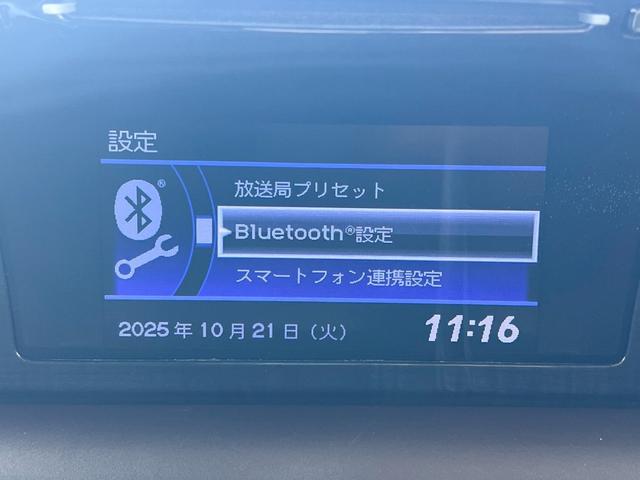 設定
®
放送局プリセット
Bluetooth®設定
スマートフォン連携設定
2025年10月21日（火） 11:16